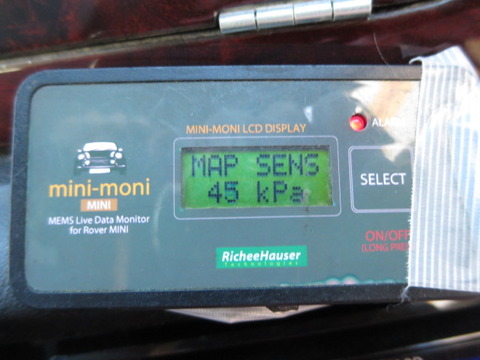 MINI-MONI LCD DISPLAY
MAP SENS
45 kPa
mini-moni
MINI
MEMS Live Data Monitor
for Rover MINI
SELECT
ON/OFF
(LONG
RicheeHauser
Technologies